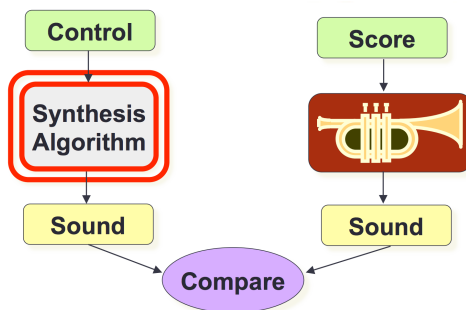 Control
Score
Synthesis
Algorithm
Sound
Sound
Compare